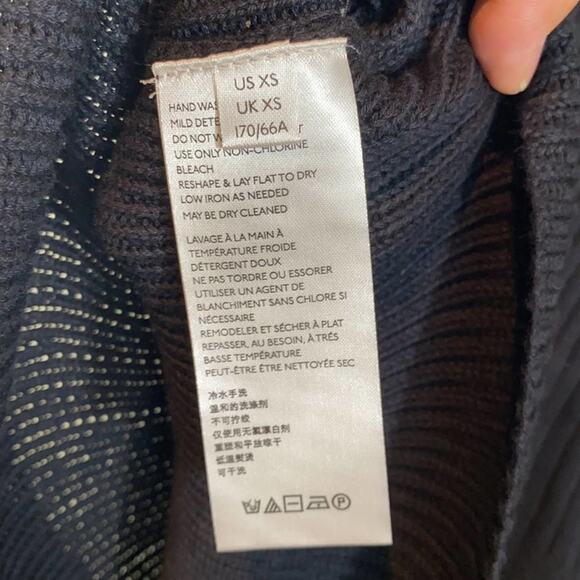 US XS
UK XS
170/66A
HAND WAS
MILD DETE
DO NOT W r
USE ONLY NON-CHLORINE
BLEACH
RESHAPE & LAY FLAT TO DRY
LOW IRON AS NEEDED
MAY BE DRY CLEANED
LAVAGE À LA MAIN À
TEMPÉRATURE FROIDE
DÉTERGENT DOUX
NE PAS TORDRE OU ESSORER
UTILISER UN AGENT DE
BLANCHIMENT SANS CHLORE SI
NÉCESSAIRE
REMODELER ET SÉCHER À PLAT
REPASSER, AU BESOIN, À TRÉS
BASSE TEMPÉRATURE
PEUT-ÊTRE ÊTRE NETTOYÉE SEC
冷水手洗
温和的洗涤剂
不可拧绞
仅使用无氯漂白剂
重团和平放晾干
低温熨烫
可干洗
P